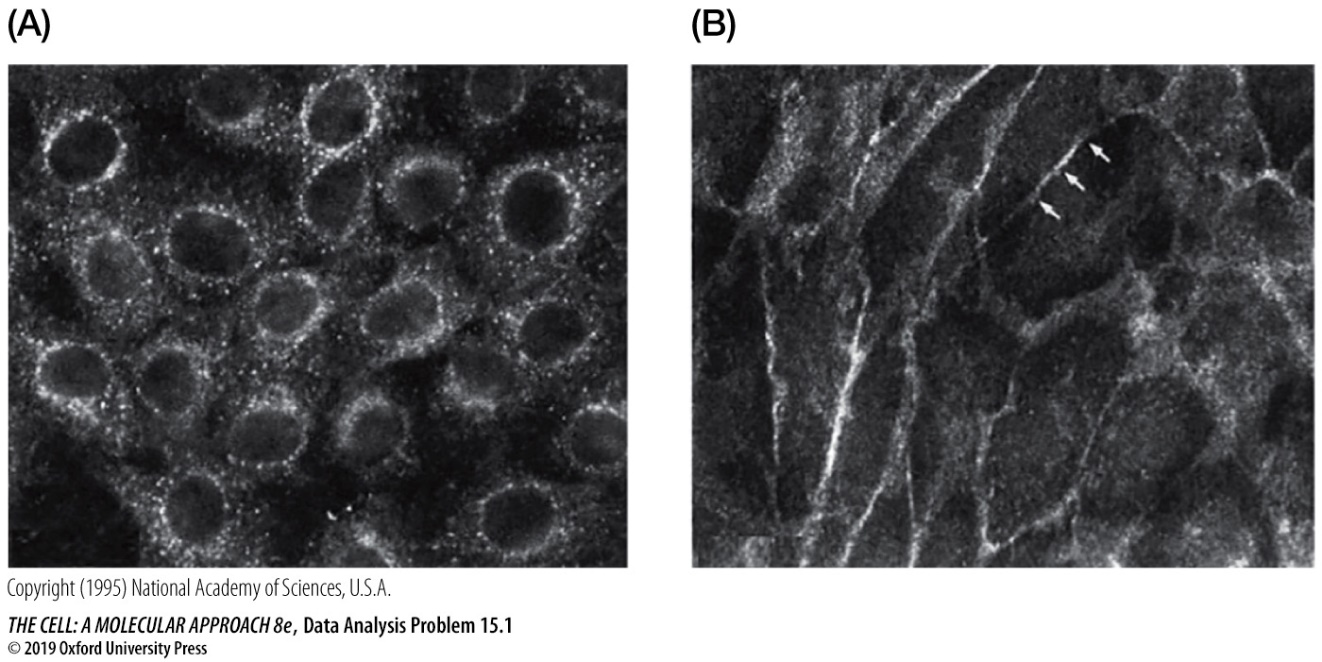 (A)
(B)
Copyright (1995) National Academy of Sciences, U.S.A.
THE CELL: A MOLECULAR APPROACH 8e, Data Analysis Problem 15.1
© 2019 Oxford University Press